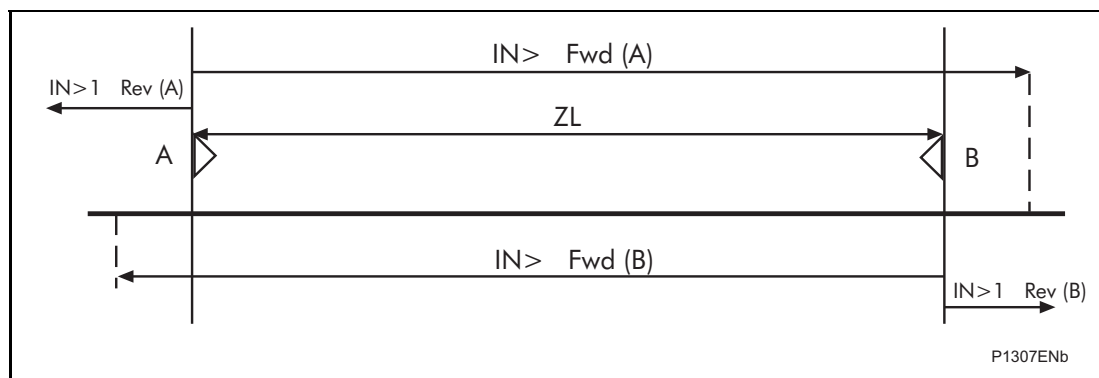 IN> Fwd (A)
IN>1 Rev (A)
ZL
A
B
IN> Fwd (B)
IN>1 Rev (B)
P1307ENb